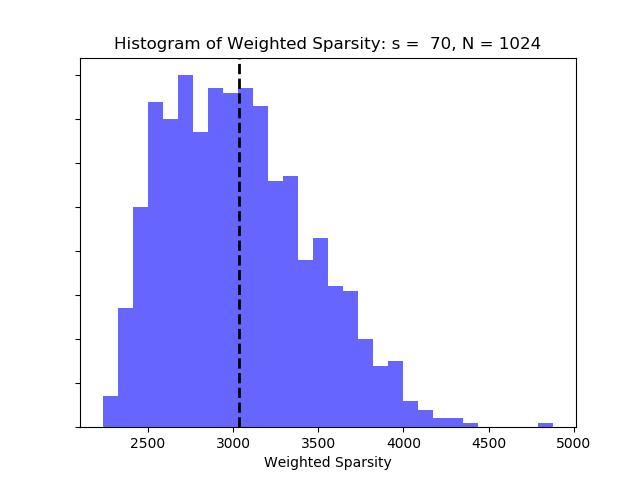 Histogram of Weighted Sparsity: s =  70, N = 1024
2500 3000 3500 4000 4500 5000
Weighted Sparsity